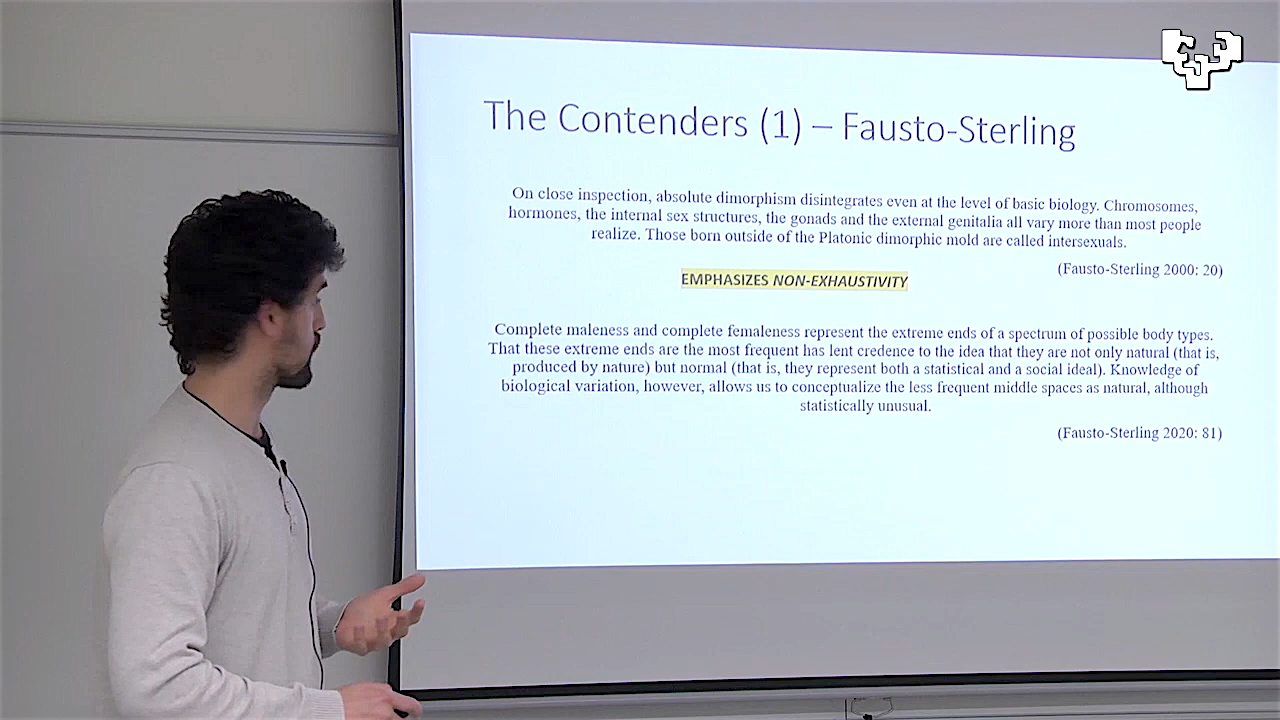 The Contenders (1) – Fausto-Sterling
On close inspection, absolute dimorphism disintegrates even at the level of basic biology. Chromosomes,
hormones, the internal sex structures, the gonads and the external genitalia all vary more than most people
realize. Those born outside of the Platonic dimorphic mold are called intersexuals.
(Fausto-Sterling 2000: 20)
EMPHASIZES NON-EXHAUSTIVITY
Complete maleness and complete femaleness represent the extreme ends of a spectrum of possible body types.
That these extreme ends are the most frequent has lent credence to the idea that they are not only natural (that is,
produced by nature) but normal (that is, they represent both a statistical and a social ideal). Knowledge of
biological variation, however, allows us to conceptualize the less frequent middle spaces as natural, although
statistically unusual.
(Fausto-Sterling 2020: 81)